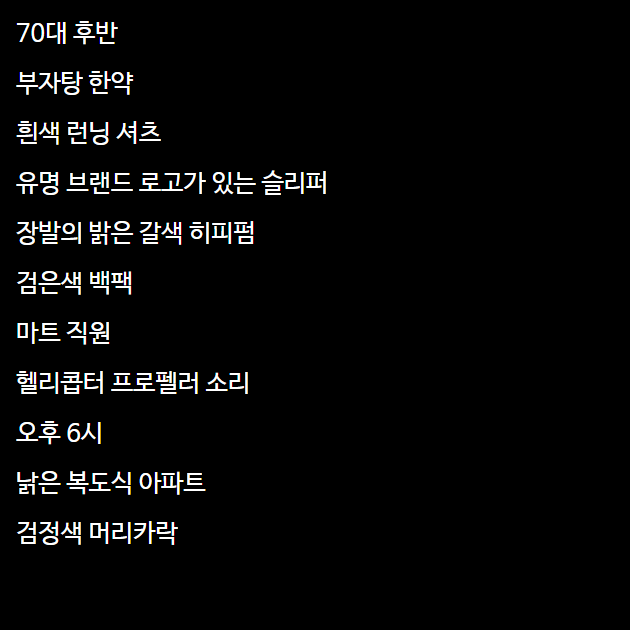 70대 후반
부자탕 한약
흰색 런닝 셔츠
유명 브랜드 로고가 있는 슬리퍼
장발의 밝은 갈색 히피펌
검은색 백팩
마트 직원
헬리콥터 프로펠러 소리
오후 6시
낡은 복도식 아파트
검정색 머리카락